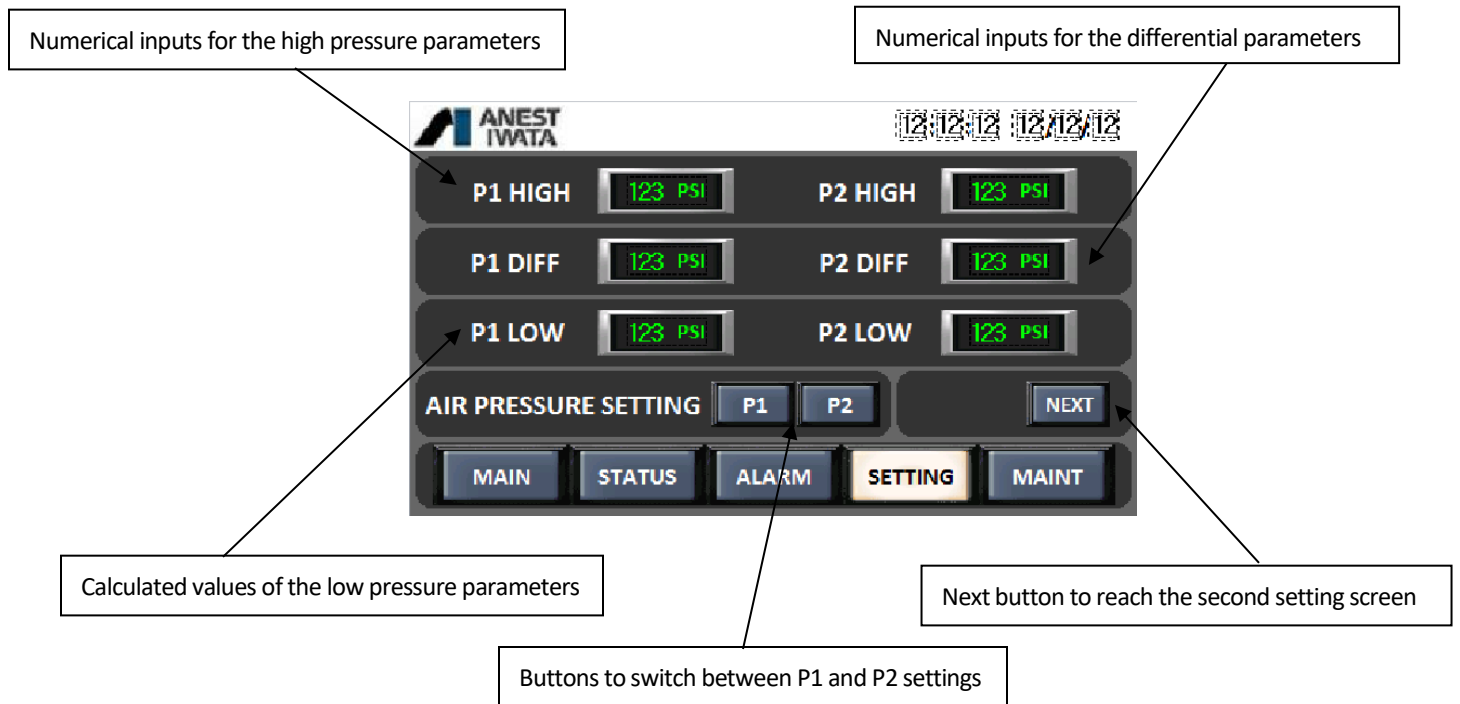 Numerical inputs for the high pressure parameters
Numerical inputs for the differential parameters
ANEST
IWATA
12:12:12 12/12/12
P1 HIGH 123 PSI P2 HIGH 123 PSI
P1 DIFF 123 PSI P2 DIFF 123 PSI
P1 LOW 123 PSI P2 LOW 123 PSI
AIR PRESSURE SETTING P1 P2 NEXT
MAIN STATUS ALARM SETTING MAINT
Calculated values of the low pressure parameters
Next button to reach the second setting screen
Buttons to switch between P1 and P2 settings